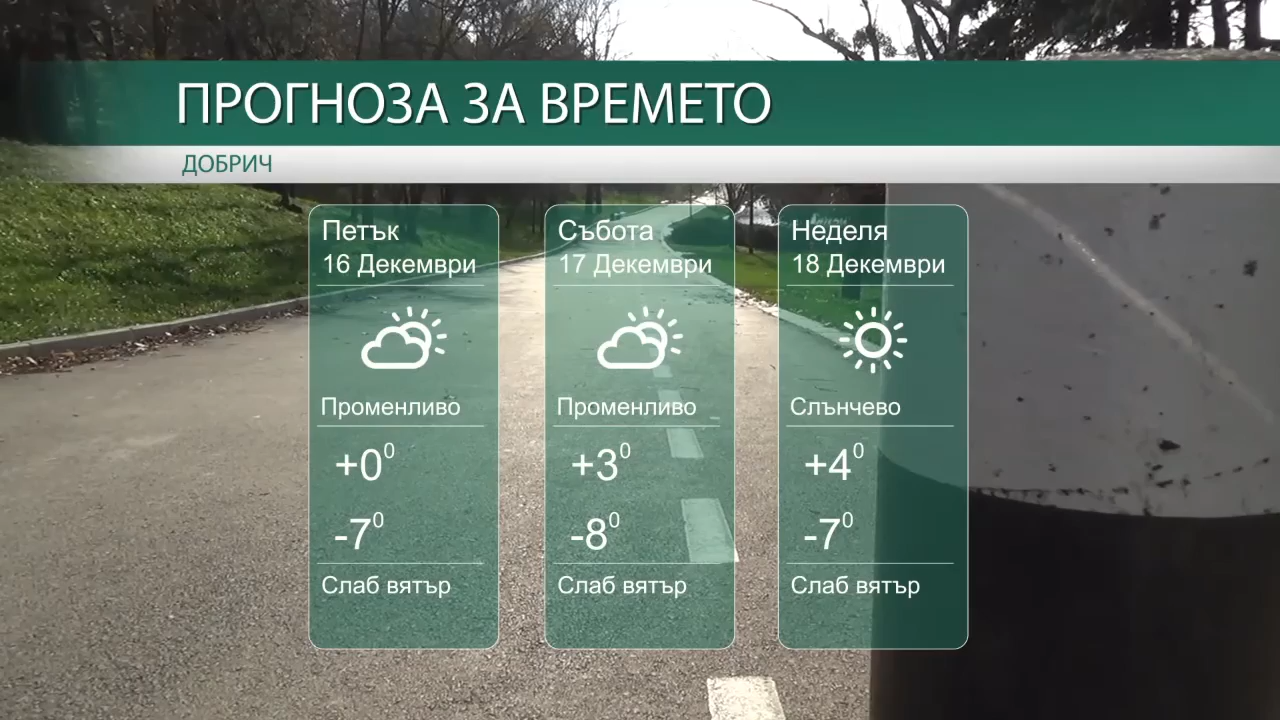 ПРОГНОЗА ЗА ВРЕМЕТО
ДОБРИЧ
Петък
16 Декември
Променливо
+0⁰
-7⁰
Слаб вятър
Събота
17 Декември
Променливо
+3⁰
-8⁰
Слаб вятър
Неделя
18 Декември
Слънчево
+4⁰
-7⁰
Слаб вятър